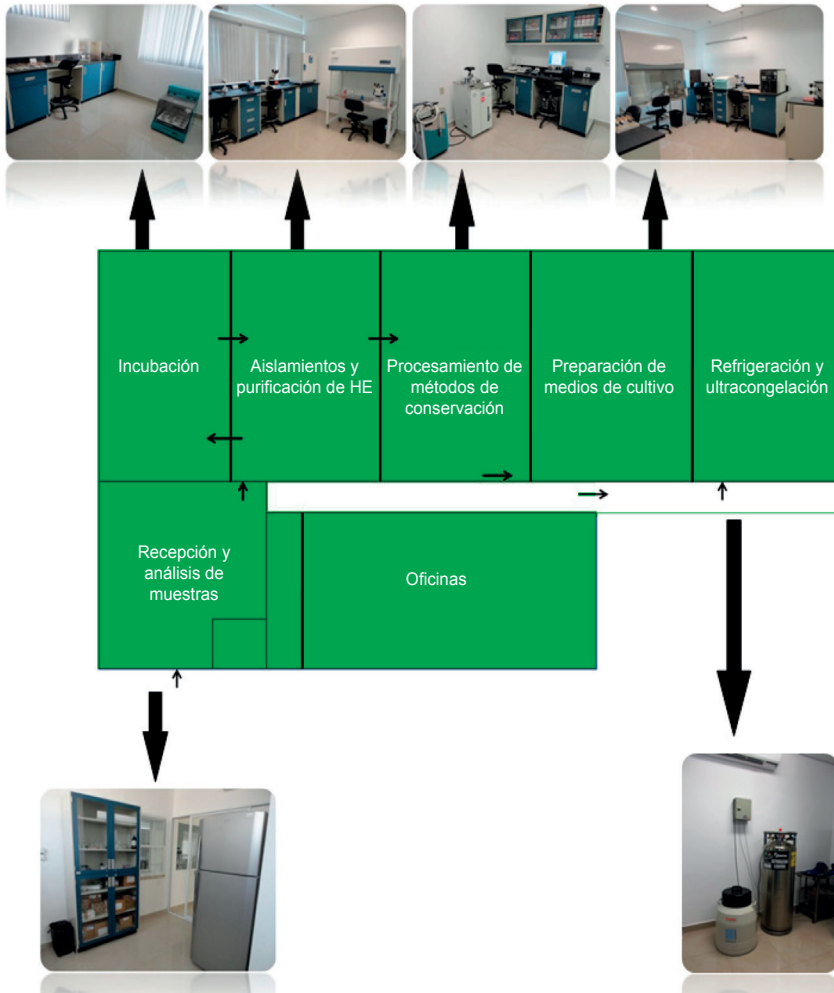 Incubación
Aislamientos y
purificación de HE
Procesamiento de
métodos de
conservación
Preparación de
medios de cultivo
Refrigeración y
ultracongelación
Recepción y
análisis de
muestras
Oficinas